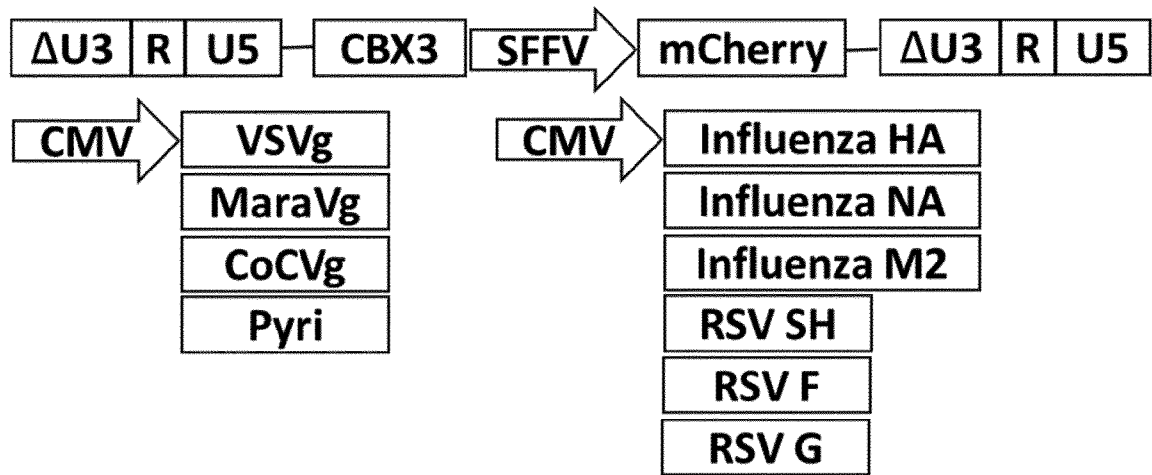 ΔU3 R U5 CBX3 SFFV mCherry ΔU3 R U5
CMV VSVg
MaraVg
CoCVg
Pyri
CMV Influenza HA
Influenza NA
Influenza M2
RSV SH
RSV F
RSV G